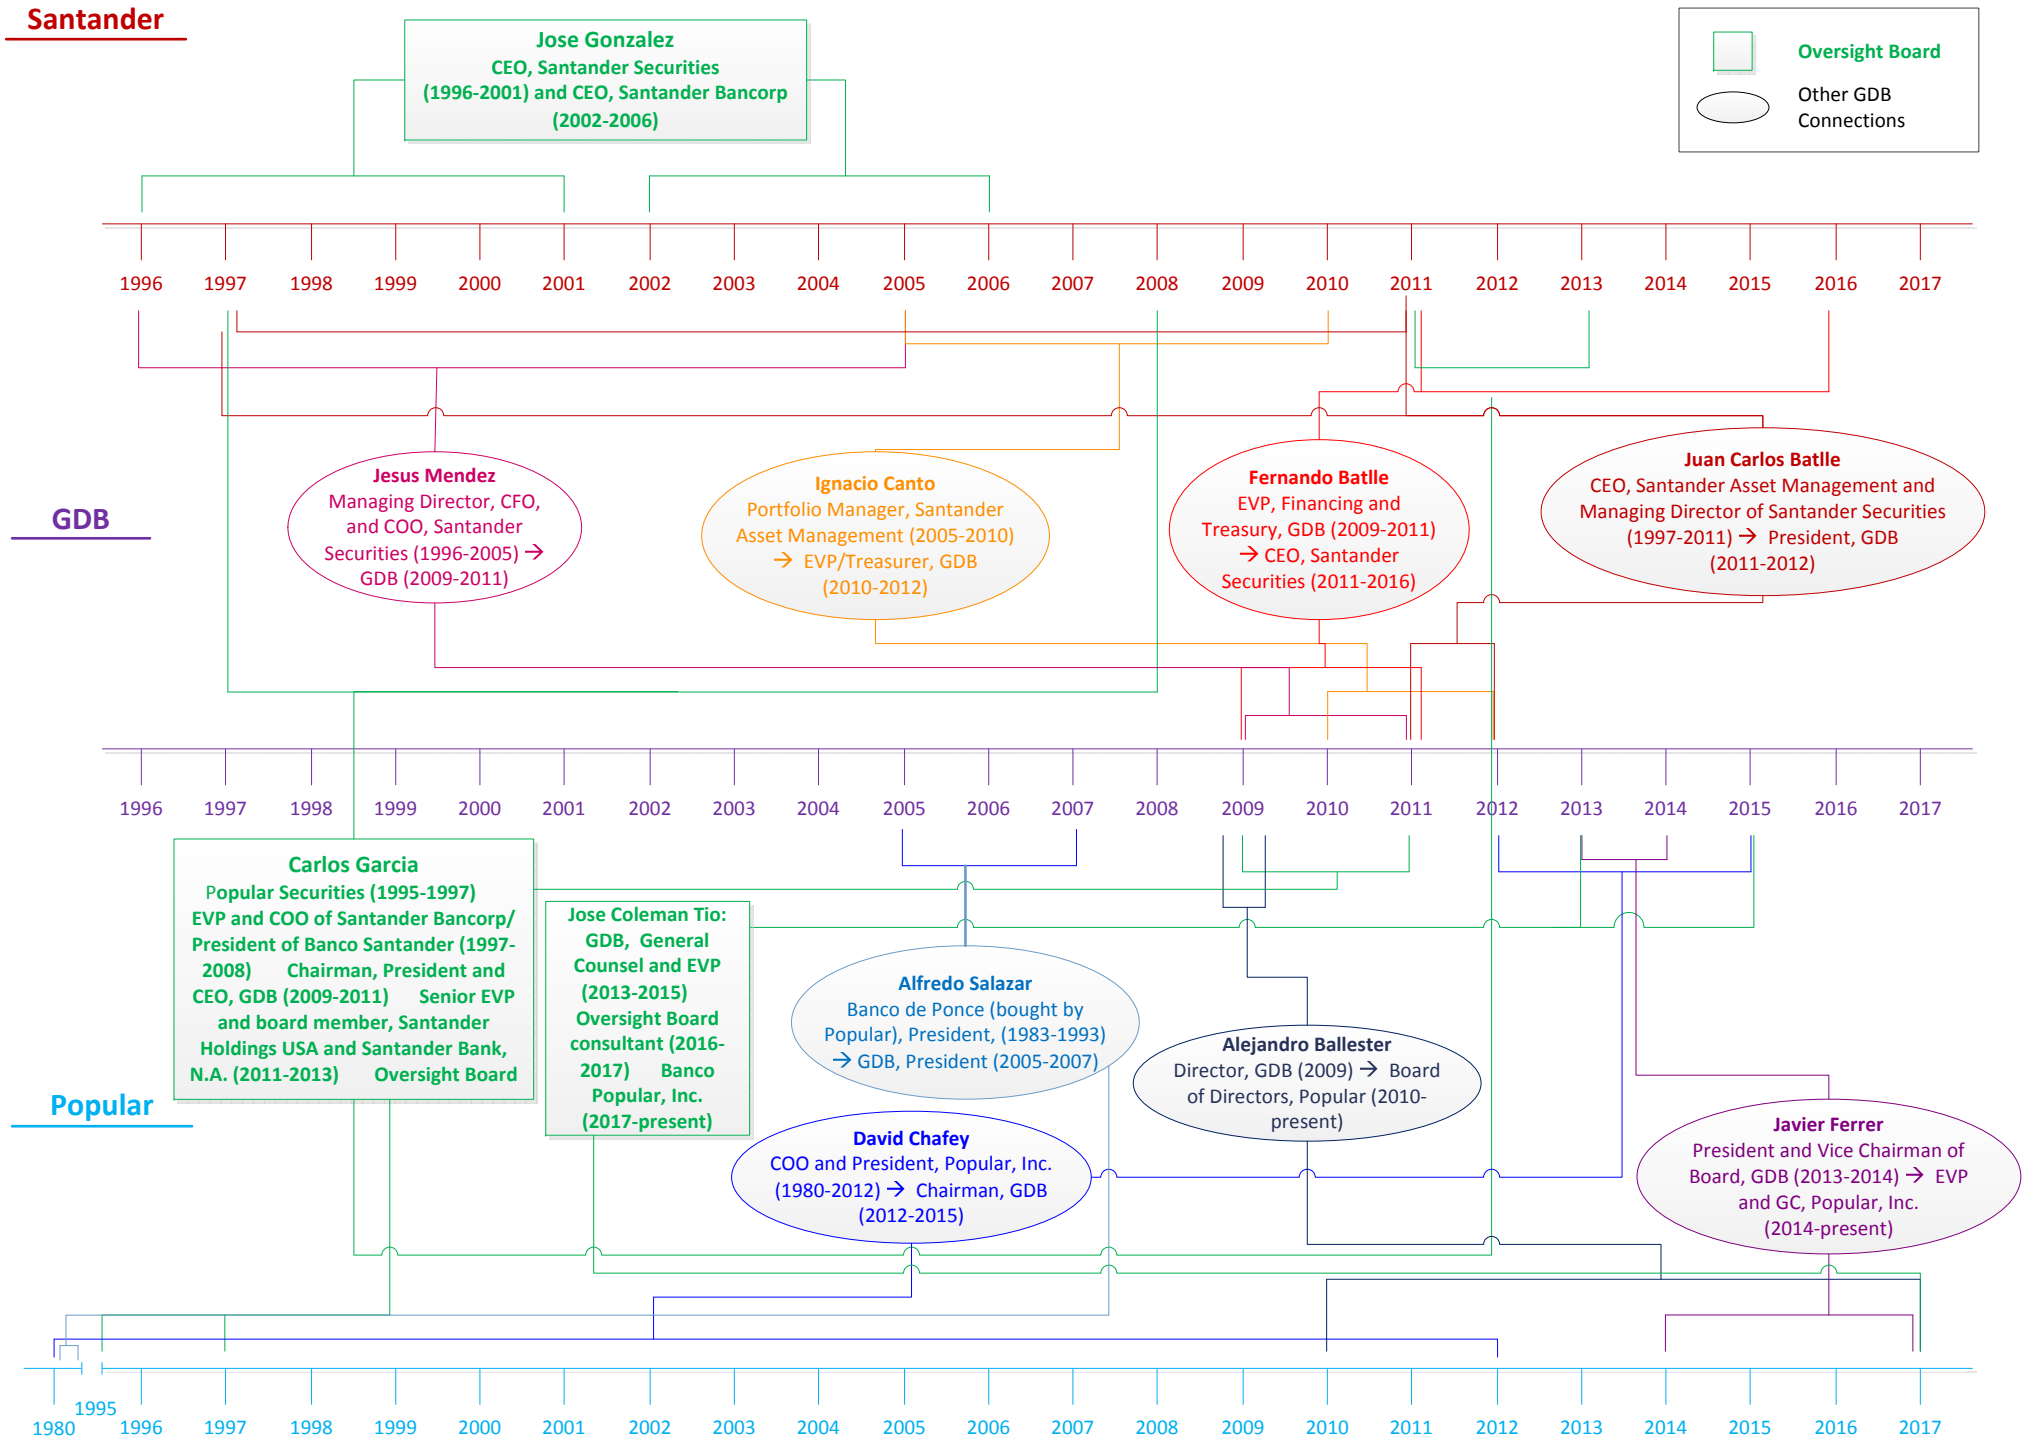 Santander
Jose Gonzalez
CEO, Santander Securities
(1996-2001) and CEO, Santander Bancorp
(2002-2006)
Oversight Board
Other GDB
Connections
1996 1997 1998 1999 2000 2001 2002 2003 2004 2005 2006 2007 2008 2009 2010 2011 2012 2013 2014 2015 2016 2017
GDB
Jesus Mendez
Managing Director, CFO,
and COO, Santander
Securities (1996-2005) →
GDB (2009-2011)
Ignacio Canto
Portfolio Manager, Santander
Asset Management (2005-2010)
→ EVP/Treasurer, GDB
(2010-2012)
Fernando Batlle
EVP, Financing and
Treasury, GDB (2009-2011)
→ CEO, Santander
Securities (2011-2016)
Juan Carlos Batlle
CEO, Santander Asset Management and
Managing Director of Santander Securities
(1997-2011) → President, GDB
(2011-2012)
1996 1997 1998 1999 2000 2001 2002 2003 2004 2005 2006 2007 2008 2009 2010 2011 2012 2013 2014 2015 2016 2017
Carlos Garcia
Popular Securities (1995-1997)
EVP and COO of Santander Bancorp/
President of Banco Santander (1997-
2008) Chairman, President and
CEO, GDB (2009-2011) Senior EVP
and board member, Santander
Holdings USA and Santander Bank,
N.A. (2011-2013) Oversight Board
Jose Coleman Tio:
GDB, General
Counsel and EVP
(2013-2015)
Oversight Board
consultant (2016-
2017) Banco
Popular, Inc.
(2017-present)
Alfredo Salazar
Banco de Ponce (bought by
Popular), President, (1983-1993)
→ GDB, President (2005-2007)
Alejandro Ballester
Director, GDB (2009) → Board
of Directors, Popular (2010-
present)
Popular
David Chafey
COO and President, Popular, Inc.
(1980-2012) → Chairman, GDB
(2012-2015)
Javier Ferrer
President and Vice Chairman of
Board, GDB (2013-2014) → EVP
and GC, Popular, Inc.
(2014-present)
1980 1995 1996 1997 1998 1999 2000 2001 2002 2003 2004 2005 2006 2007 2008 2009 2010 2011 2012 2013 2014 2015 2016 2017